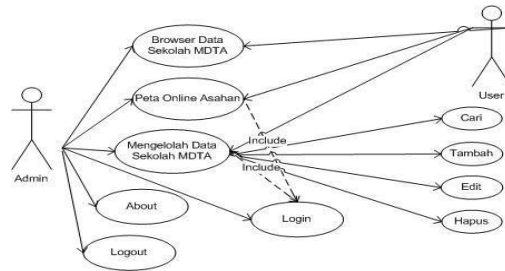 Browser Data
Sekolah MDTA
User
Peta Online Asahan
Cari
Include
Mengelolah Data
Sekolah MDTA
Tambah
Include
Admin
Edit
About
Login
Hapus
Logout